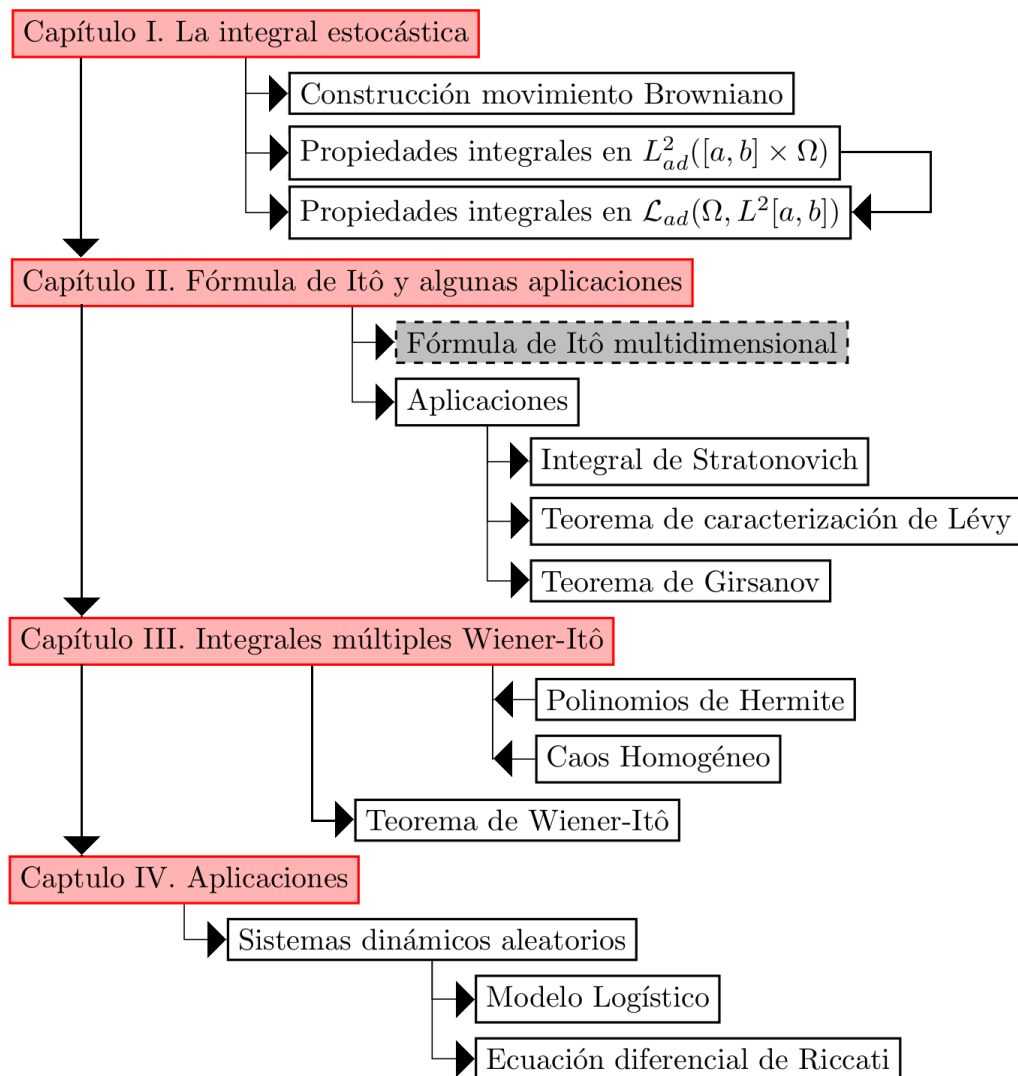 Capítulo I. La integral estocástica
Construcción movimiento Browniano
Propiedades integrales en $L^2_{ad}([a, b] \times \Omega)$
Propiedades integrales en $\mathcal{L}_{ad}(\Omega, L^2[a, b])$
Capítulo II. Fórmula de Itô y algunas aplicaciones
Fórmula de Itô multidimensional
Aplicaciones
Integral de Stratonovich
Teorema de caracterización de Lévy
Teorema de Girsanov
Capítulo III. Integrales múltiples Wiener-Itô
Polinomios de Hermite
Caos Homogéneo
Teorema de Wiener-Itô
Captulo IV. Aplicaciones
Sistemas dinámicos aleatorios
Modelo Logístico
Ecuación diferencial de Riccati